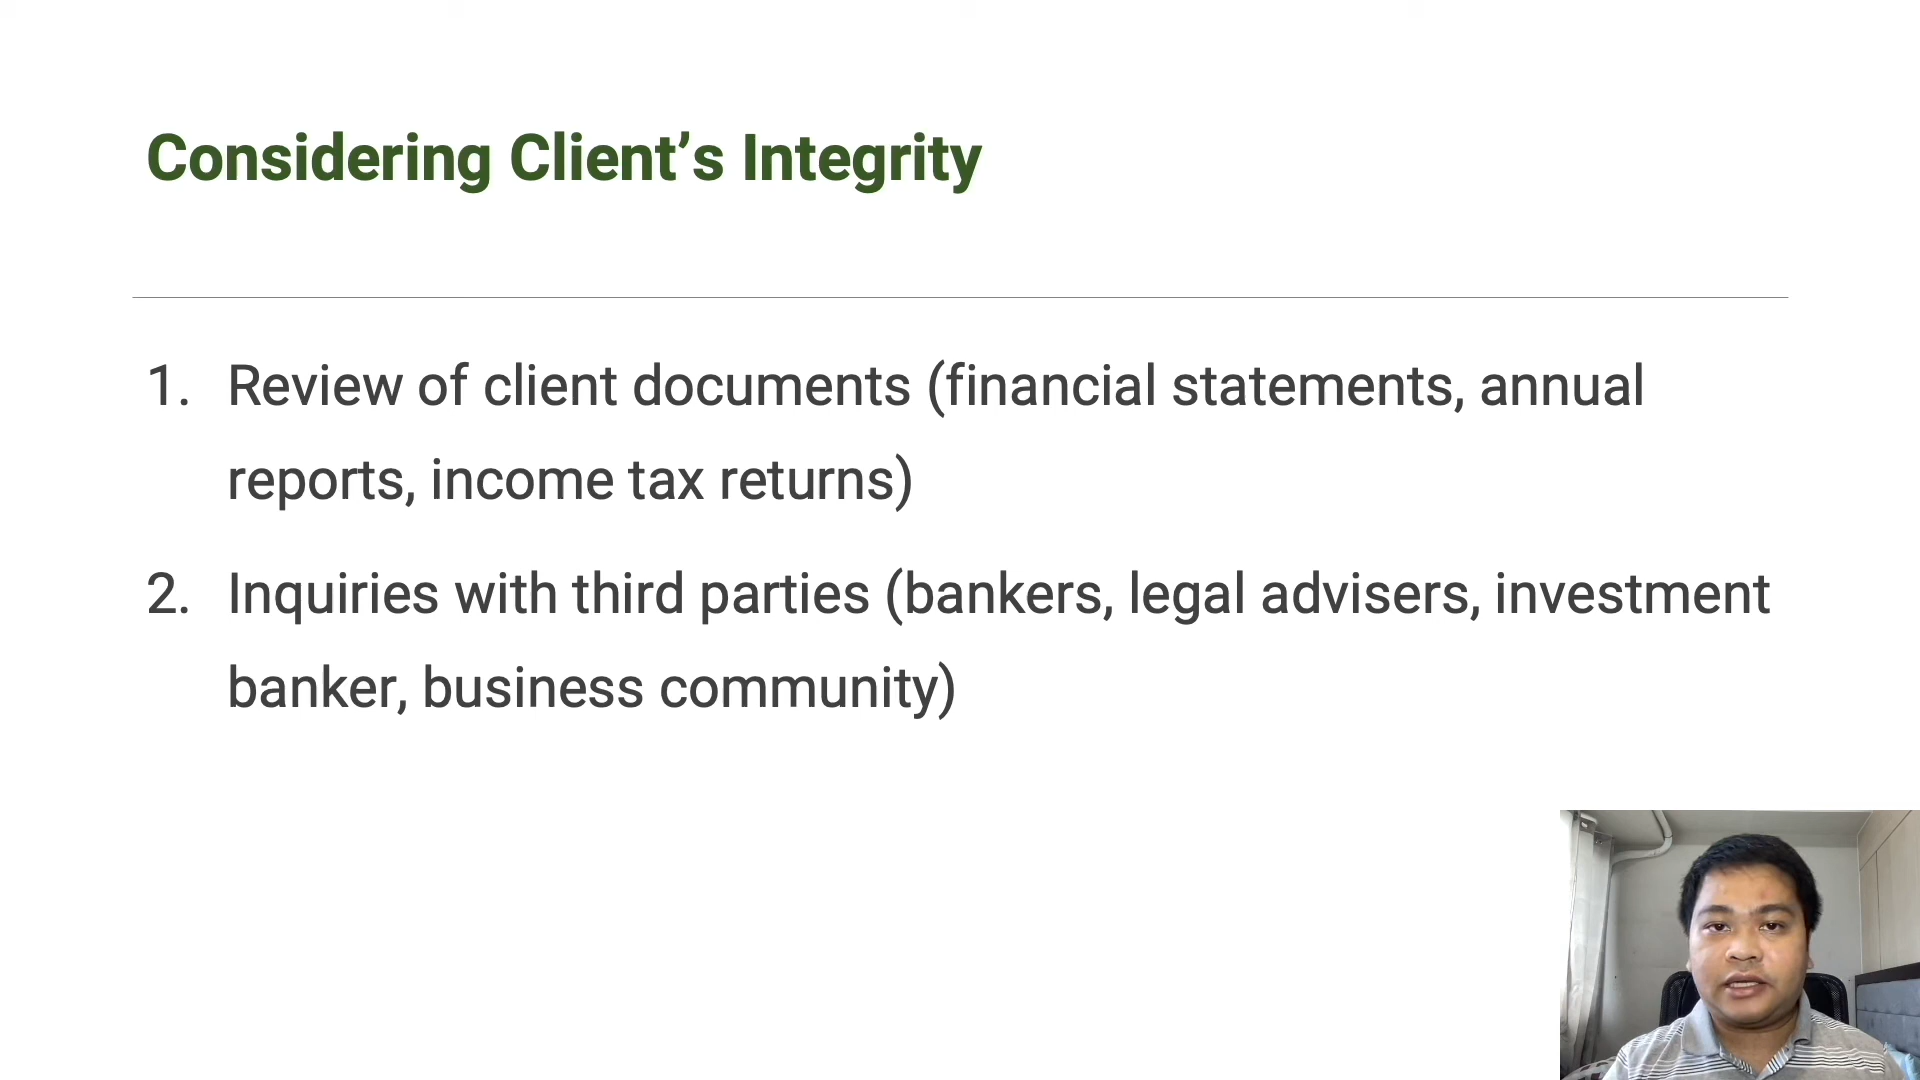 Considering Client’s Integrity
1. Review of client documents (financial statements, annual
reports, income tax returns)
2. Inquiries with third parties (bankers, legal advisers, investment
banker, business community)